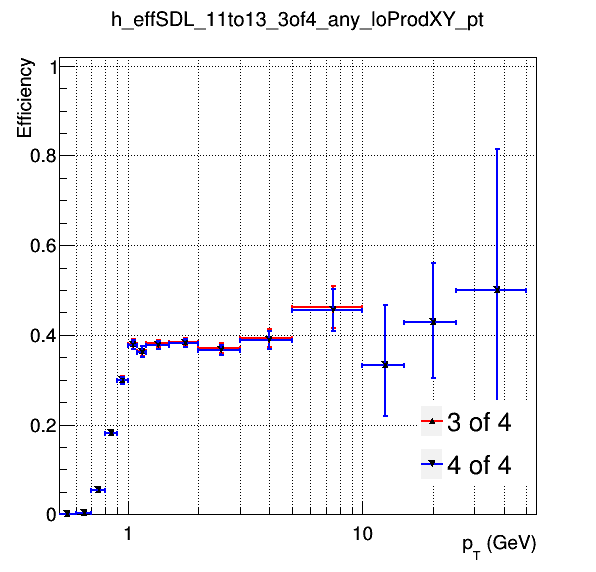 h_effSDL_11to13_3of4_any_loProdXY_pt
Efficiency
1
0.8
0.6
0.4
0.2
0
1
10
p_T (GeV)
3 of 4
4 of 4